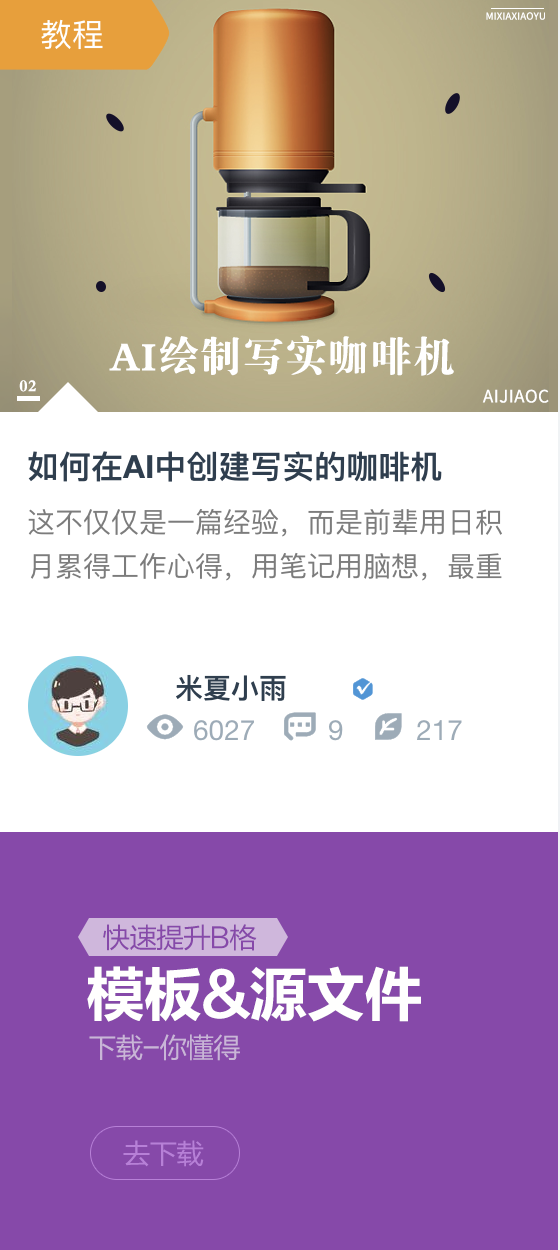 教程
MIXIAXIAOYU
AI绘制写实咖啡机
02
AIJIAOC
如何在AI中创建写实的咖啡机
这不仅仅是一篇经验，而是前辈用日积
月累得工作心得，用笔记用脑想，最重
米夏小雨
6027 9 217
快速提升B格
模板&源文件
下载-你懂得
去下载